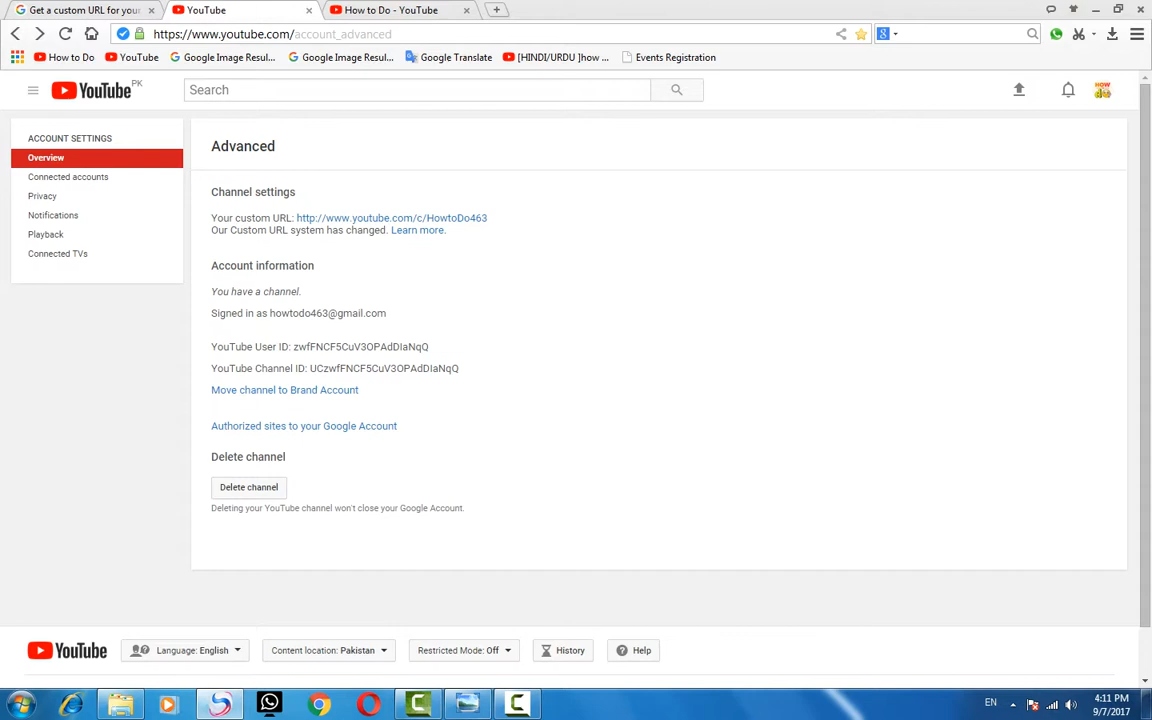 Get a custom URL for your
YouTube
How to Do - YouTube
https://www.youtube.com/account_advanced
How to Do
YouTube
Google Image Resul...
Google Image Resul...
Google Translate
[HINDI/URDU ]how ...
Events Registration
YouTube PK
Search
HOW
ACCOUNT SETTINGS
Overview
Connected accounts
Privacy
Notifications
Playback
Connected TVs
Advanced
Channel settings
Your custom URL: http://www.youtube.com/c/HowtoDo463
Our Custom URL system has changed. Learn more.
Account information
You have a channel.
Signed in as howtodo463@gmail.com
YouTube User ID: zwfFNCF5CuV3OPAdDIaNqQ
YouTube Channel ID: UCzwfFNCF5CuV3OPAdDIaNqQ
Move channel to Brand Account
Authorized sites to your Google Account
Delete channel
Delete channel
Deleting your YouTube channel won't close your Google Account.
YouTube
Language: English
Content location: Pakistan
Restricted Mode: Off
History
Help
EN
4:11 PM
9/7/2017